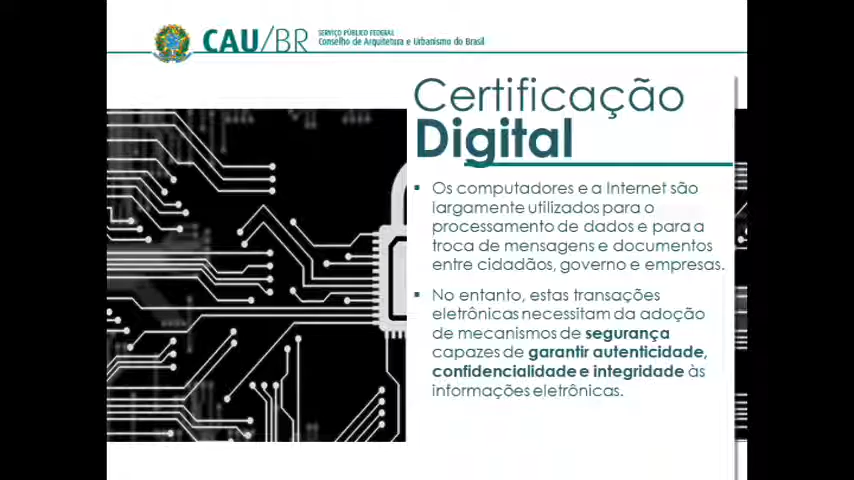 CAU/BR
SERVIÇO PÚBLICO FEDERAL
Conselho de Arquitetura e Urbanismo do Brasil
Certificação
Digital
▪ Os computadores e a Internet são
largamente utilizados para o
processamento de dados e para a
troca de mensagens e documentos
entre cidadãos, governo e empresas.
▪ No entanto, estas transações
eletrônicas necessitam da adoção
de mecanismos de segurança
capazes de garantir autenticidade,
confidencialidade e integridade às
informações eletrônicas.